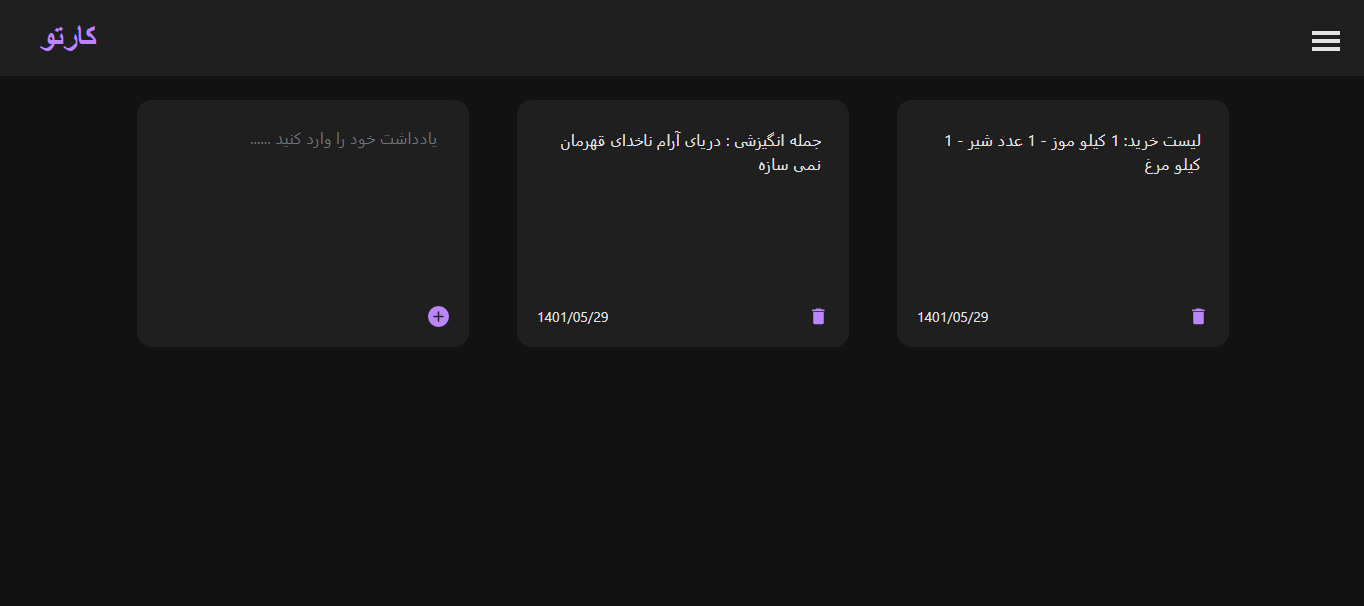 کارتو
لیست خرید: 1 کیلو موز - 1 عدد شیر - 1
کیلو مرغ
1401/05/29
جمله انگیزشی : دریای آرام ناخدای قهرمان
نمی سازه
1401/05/29
یادداشت خود را وارد کنید ......